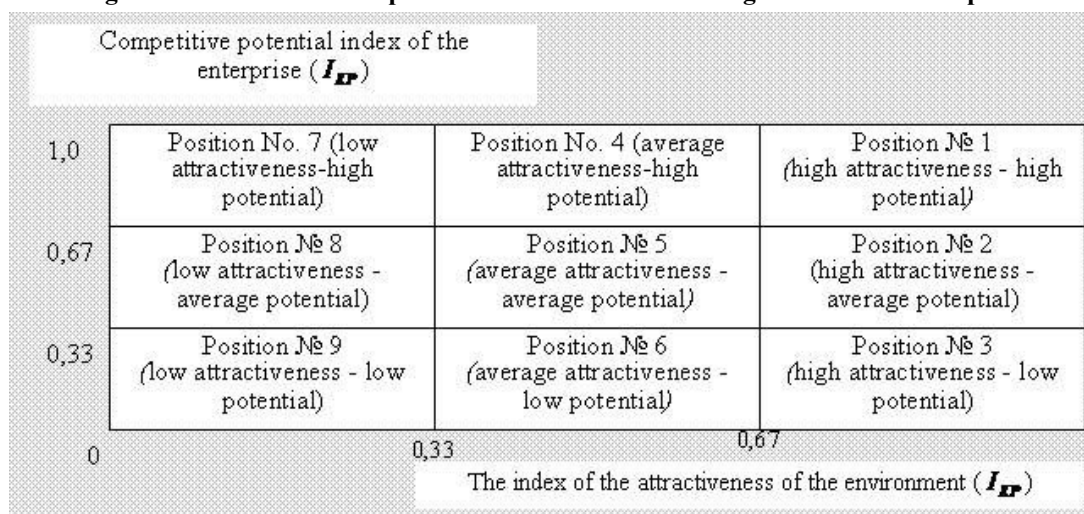 Competitive potential index of the
enterprise (I_EP)
1,0
Position No. 7 (low
attractiveness-high
potential)
Position No. 4 (average
attractiveness-high
potential)
Position № 1
(high attractiveness - high
potential)
0,67
Position № 8
(low attractiveness -
average potential)
Position № 5
(average attractiveness -
average potential)
Position № 2
(high attractiveness -
average potential)
0,33
Position № 9
(low attractiveness - low
potential)
Position № 6
(average attractiveness -
low potential)
Position № 3
(high attractiveness - low
potential)
0
0,33
0,67
The index of the attractiveness of the environment (I_EP)